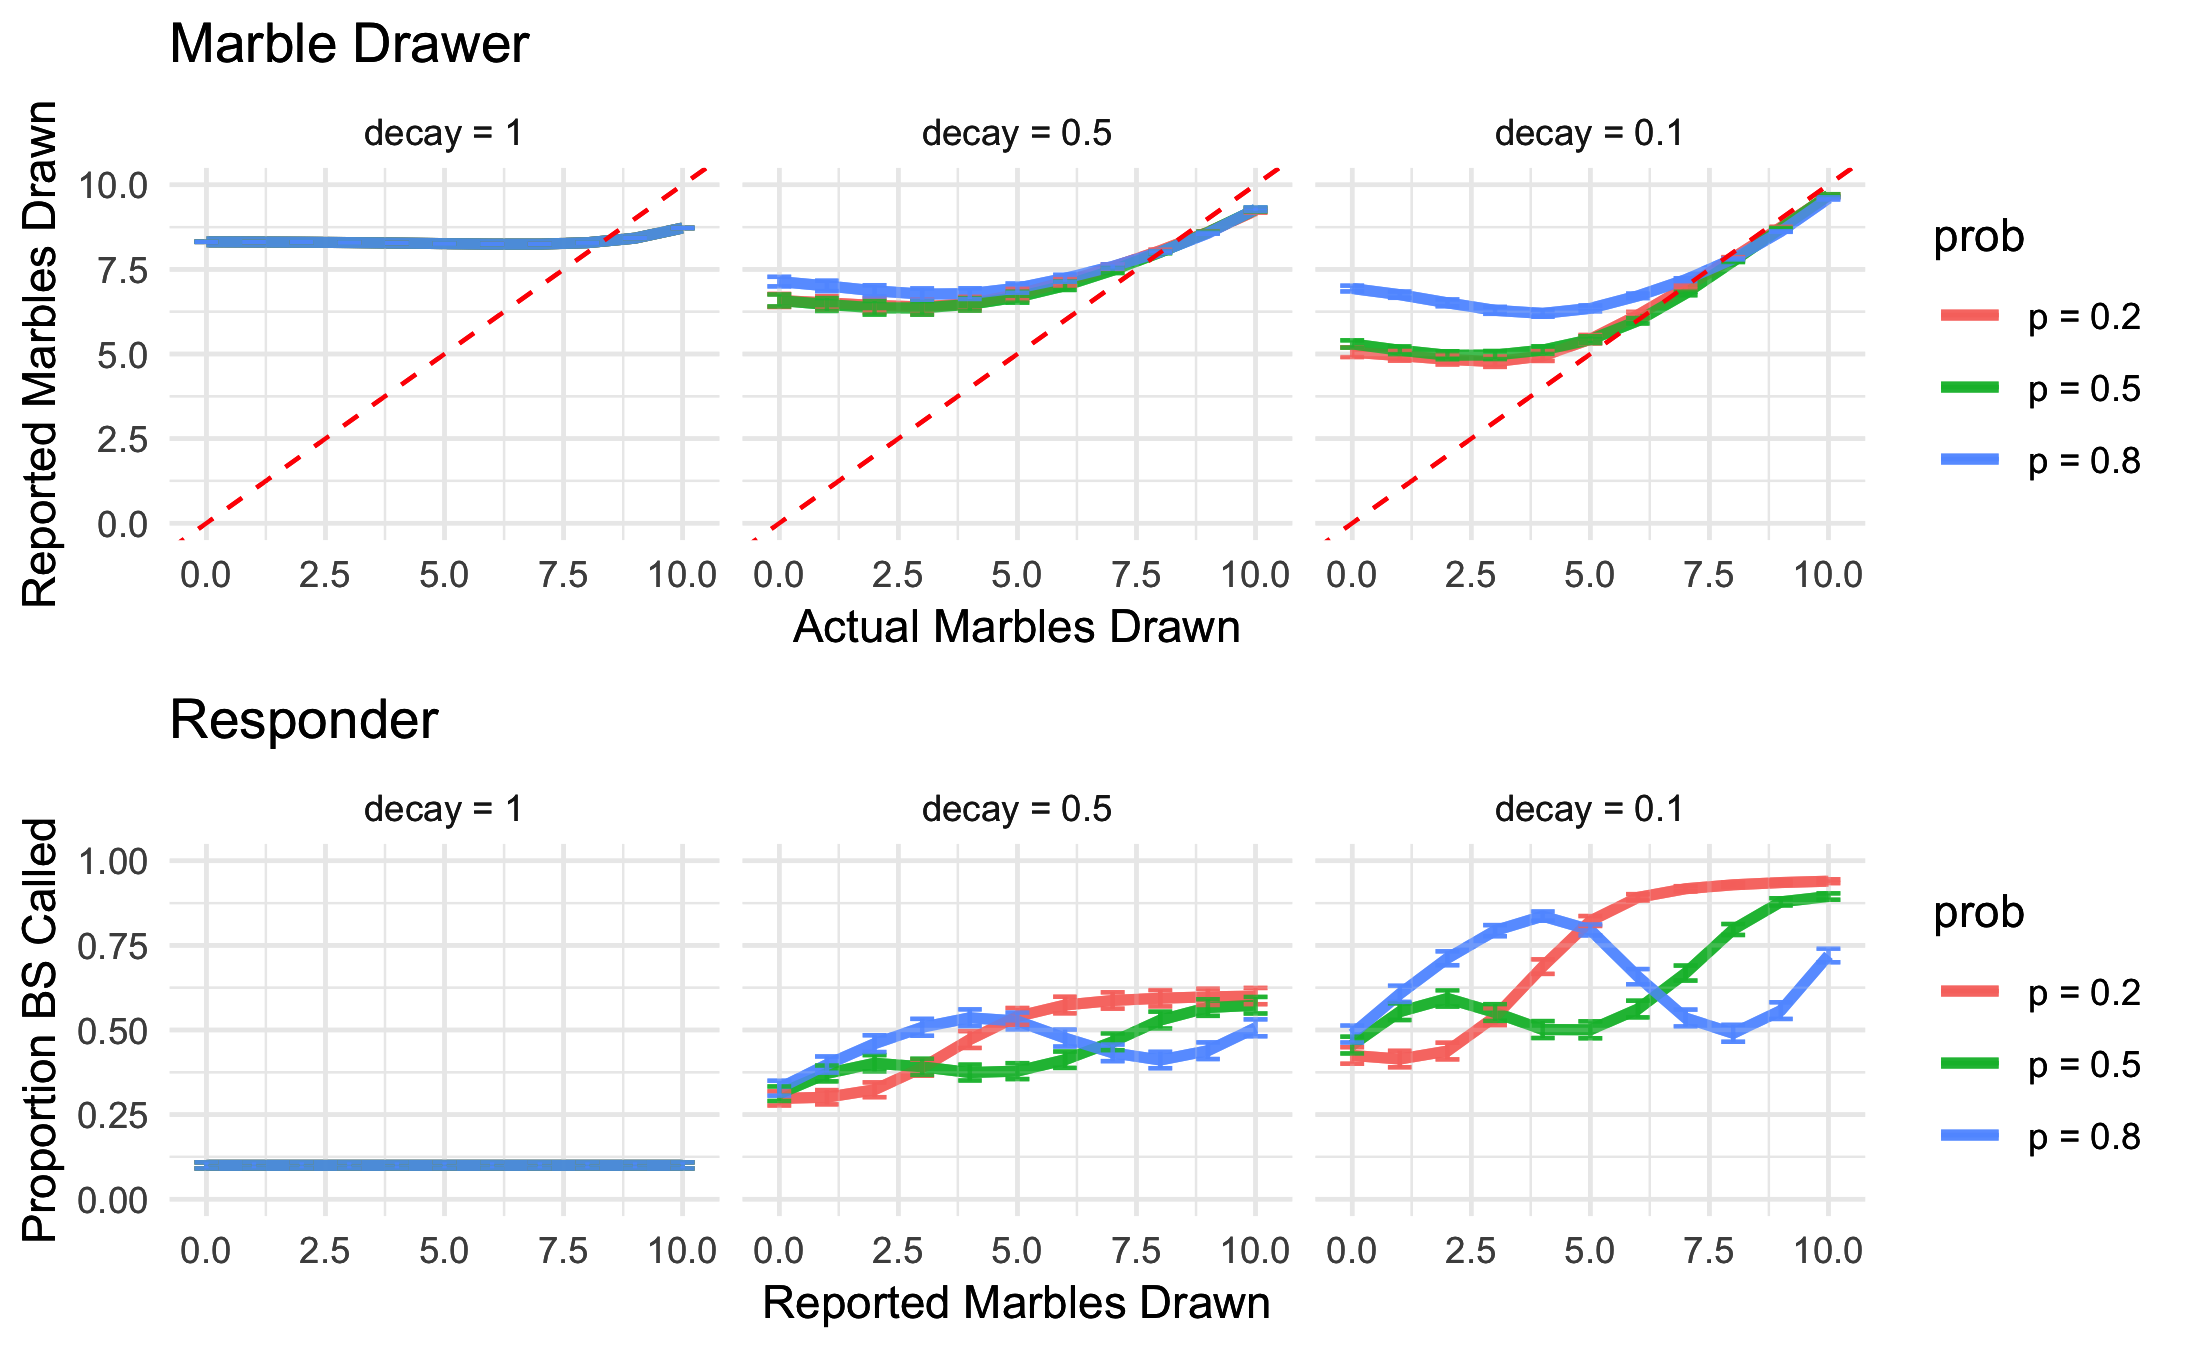 Marble Drawer
decay = 1
decay = 0.5
decay = 0.1
Reported Marbles Drawn
10.0
7.5
5.0
2.5
0.0
0.0 2.5 5.0 7.5 10.0
0.0 2.5 5.0 7.5 10.0
0.0 2.5 5.0 7.5 10.0
Actual Marbles Drawn
prob
p = 0.2
p = 0.5
p = 0.8
Responder
decay = 1
decay = 0.5
decay = 0.1
Proportion BS Called
1.00
0.75
0.50
0.25
0.00
0.0 2.5 5.0 7.5 10.0
0.0 2.5 5.0 7.5 10.0
0.0 2.5 5.0 7.5 10.0
Reported Marbles Drawn
prob
p = 0.2
p = 0.5
p = 0.8